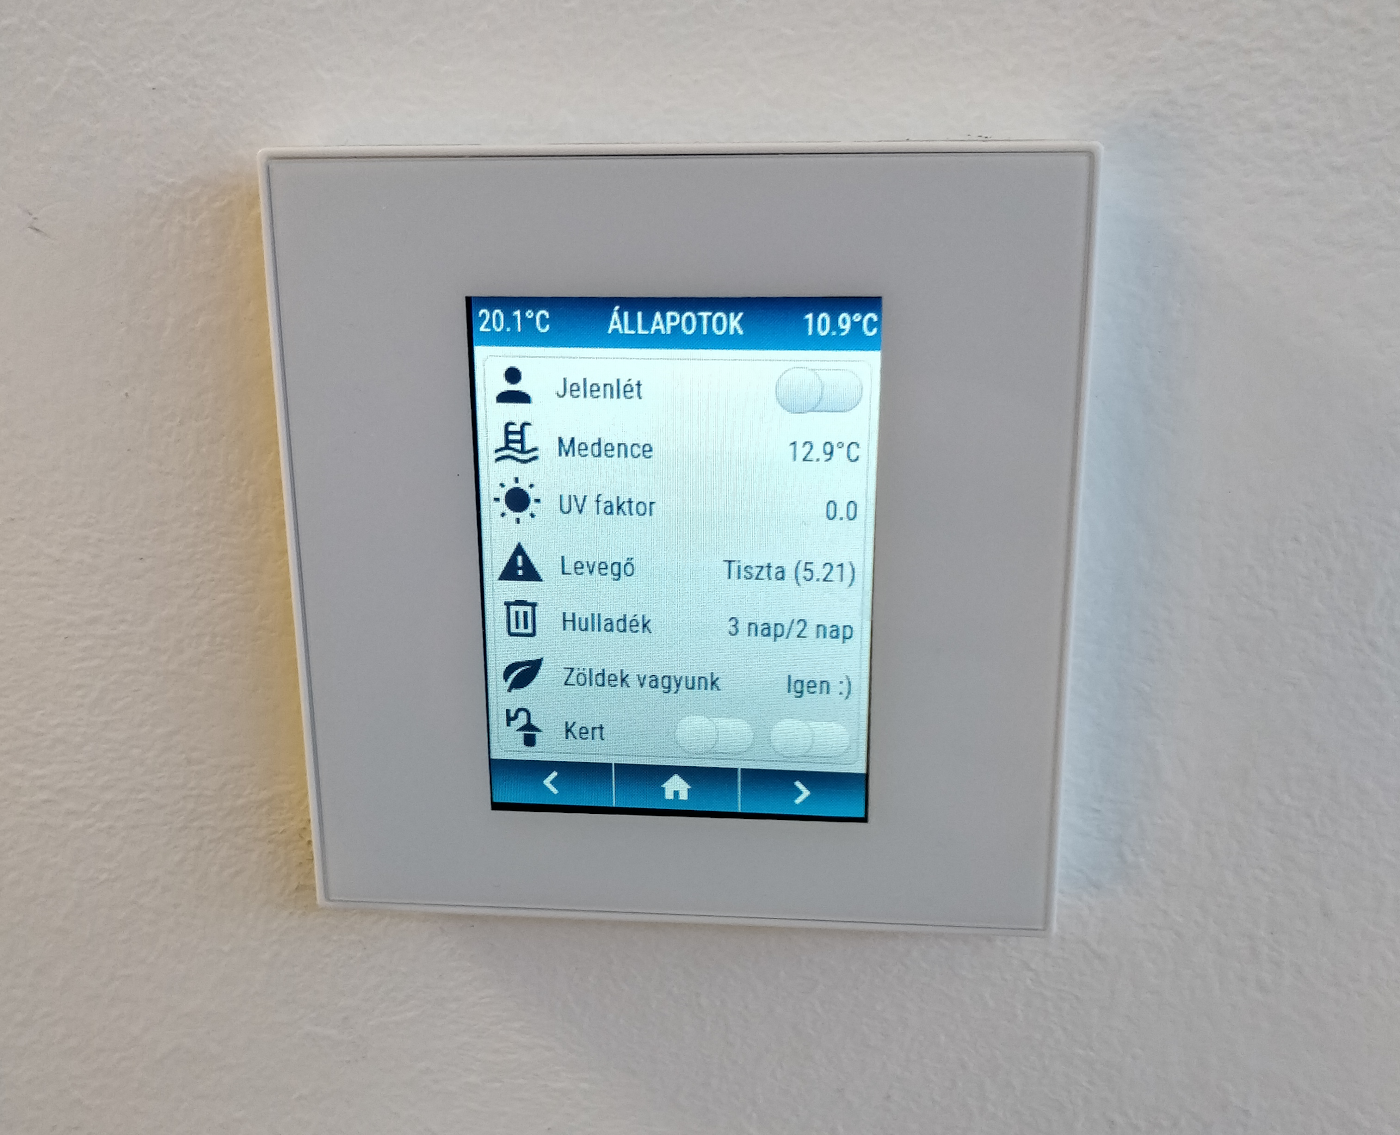 20.1°C ÁLLAPOTOK 10.9°C
Jelenlét
Medence 12.9°C
UV faktor 0.0
Levegő Tiszta (5.21)
Hulladék 3 nap/2 nap
Zöldek vagyunk Igen :)
Kert